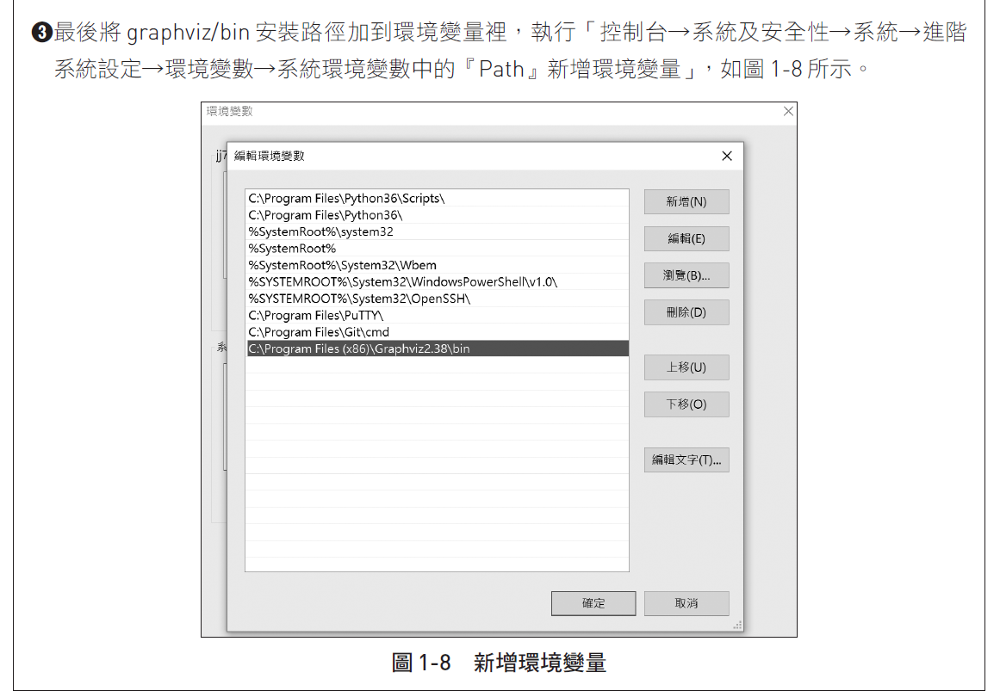 ❸最後將 graphviz/bin 安裝路徑加到環境變量裡，執行「控制台→系統及安全性→系統→進階
系統設定→環境變數→系統環境變數中的『Path』新增環境變量」，如圖 1-8 所示。
環境變數
jj7
編輯環境變數
C:\Program Files\Python36\Scripts\
新增(N)
C:\Program Files\Python36\
%SystemRoot%\system32
編輯(E)
%SystemRoot%
%SystemRoot%\System32\Wbem
瀏覽(B)...
%SYSTEMROOT%\System32\WindowsPowerShell\v1.0\
%SYSTEMROOT%\System32\OpenSSH\
刪除(D)
C:\Program Files\PuTTY\
C:\Program Files\Git\cmd
系
C:\Program Files (x86)\Graphviz2.38\bin
上移(U)
下移(O)
編輯文字(T)...
確定
取消
圖 1-8 新增環境變量